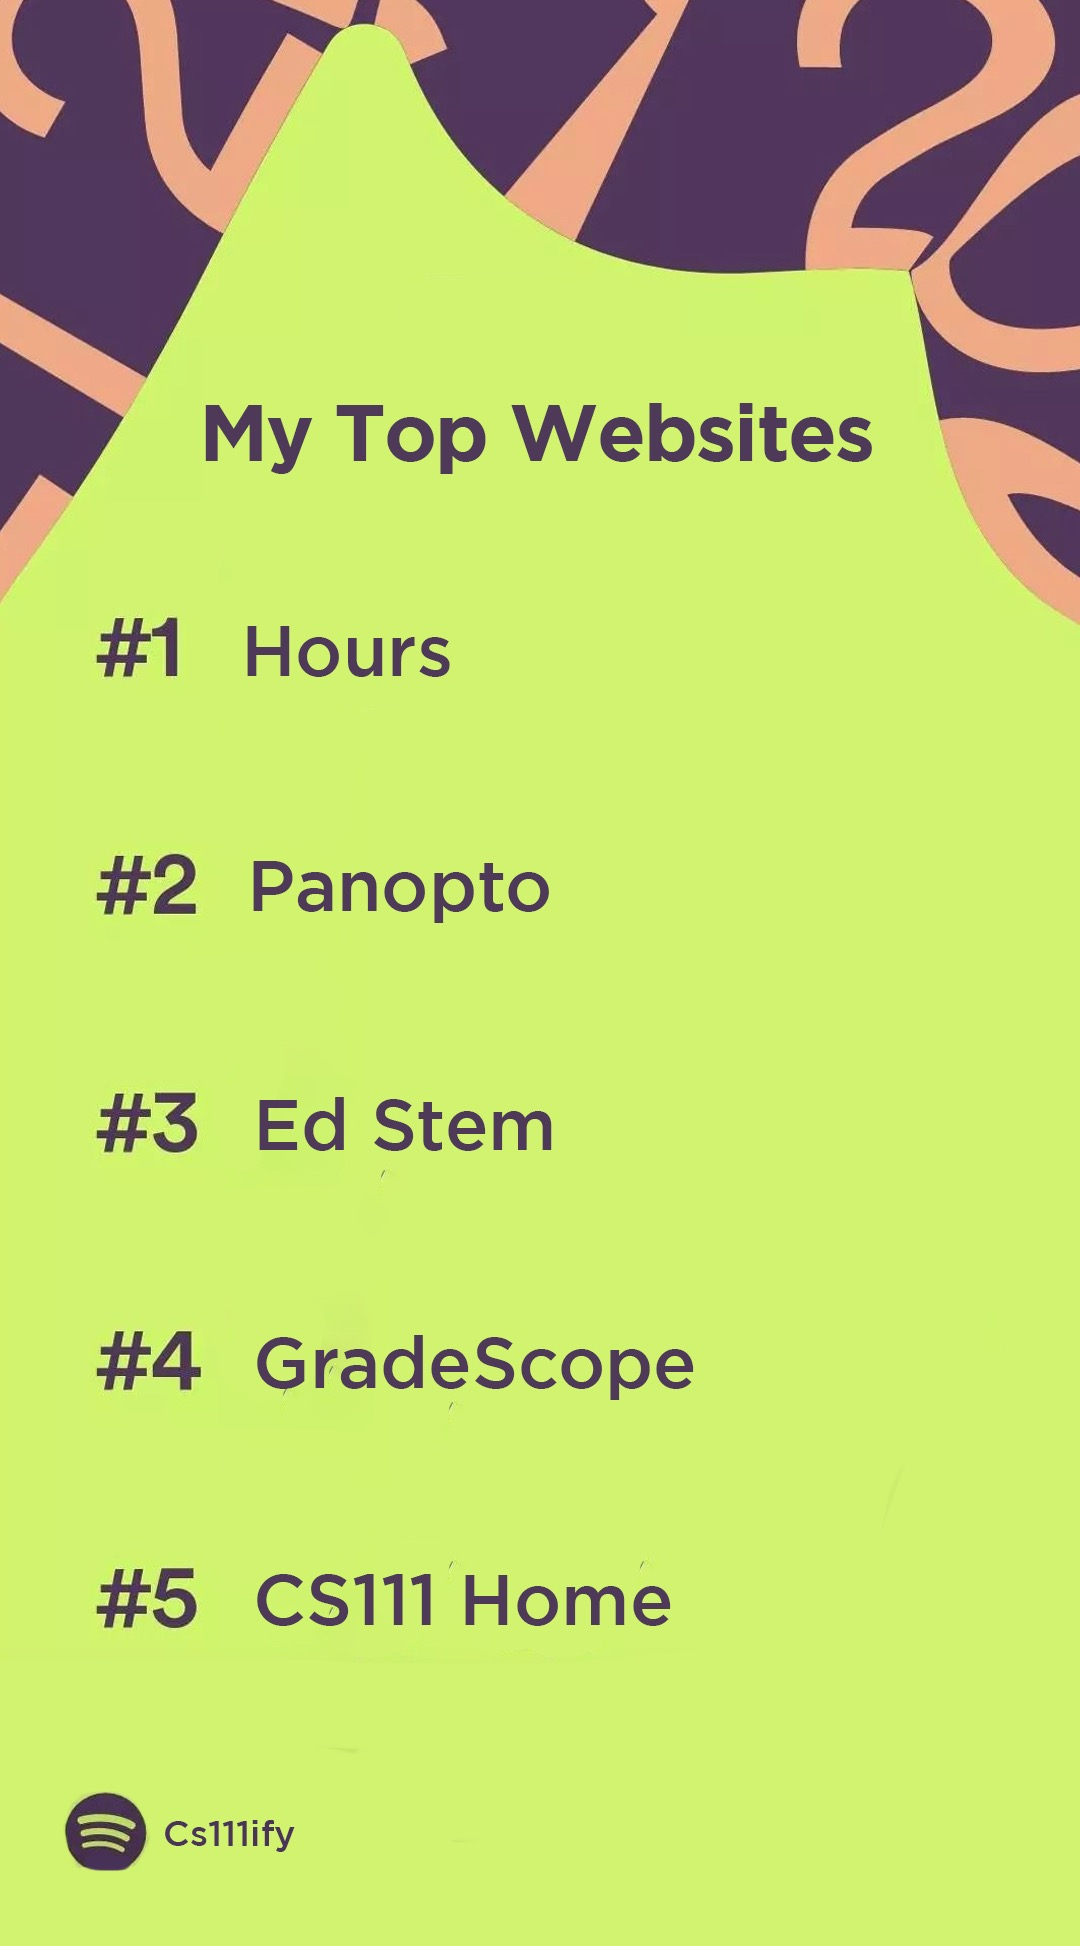 My Top Websites
#1 Hours
#2 Panopto
#3 Ed Stem
#4 GradeScope
#5 CS111 Home
Cs111ify